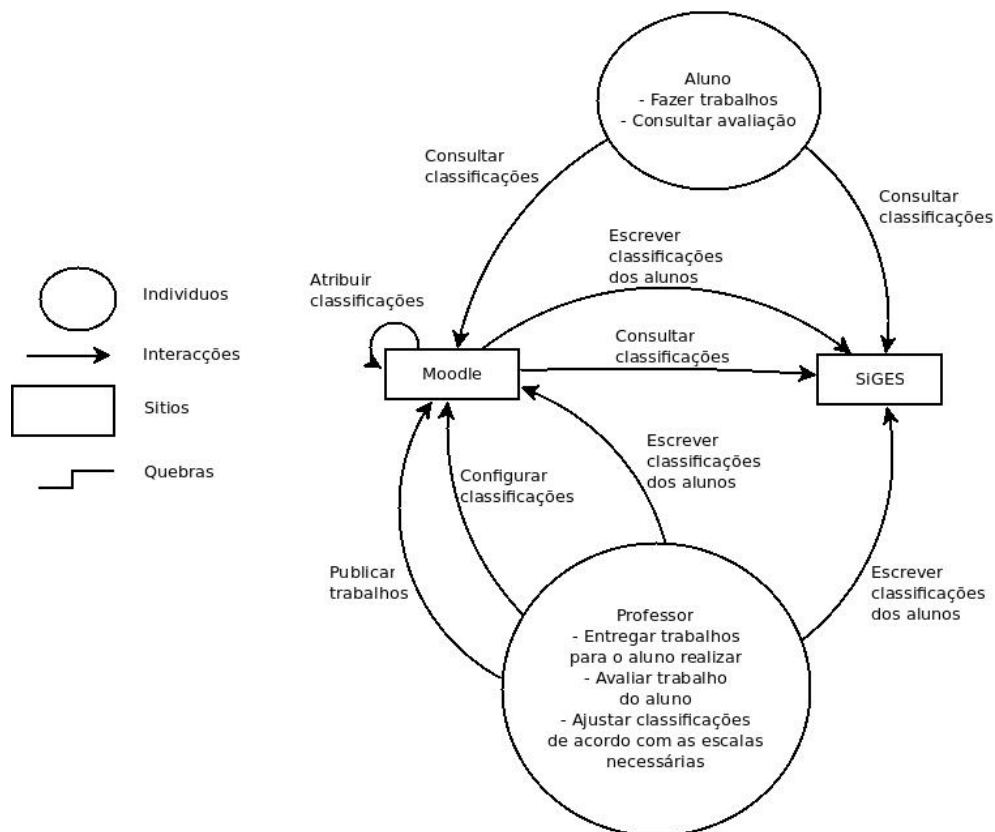 Aluno
- Fazer trabalhos
- Consultar avaliação
Consultar
classificações
Consultar
classificações
Escrever
classificações
dos alunos
Atribuir
classificações
Individuos
Interacções
Sitios
Quebras
Consultar
classificações
Moodle
SiGES
Configurar
classificações
Escrever
classificações
dos alunos
Publicar
trabalhos
Escrever
classificações
dos alunos
Professor
- Entregar trabalhos
para o aluno realizar
- Avaliar trabalho
do aluno
- Ajustar classificações
de acordo com as escalas
necessárias